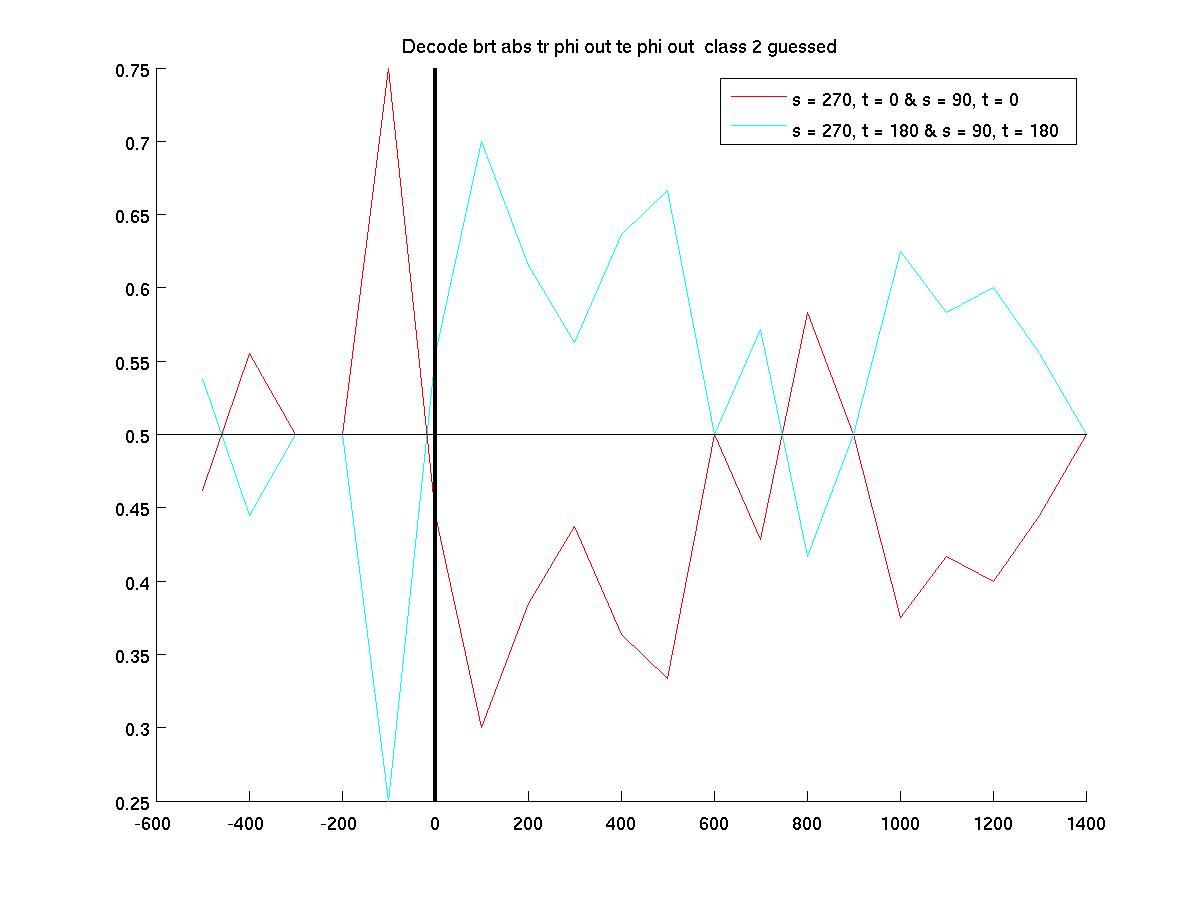 Decode brt abs tr phi out te phi out  class 2 guessed
0.75
s = 270, t = 0 & s = 90, t = 0
s = 270, t = 180 & s = 90, t = 180
0.7
0.65
0.6
0.55
0.5
0.45
0.4
0.35
0.3
0.25
-600 -400 -200 0 200 400 600 800 1000 1200 1400